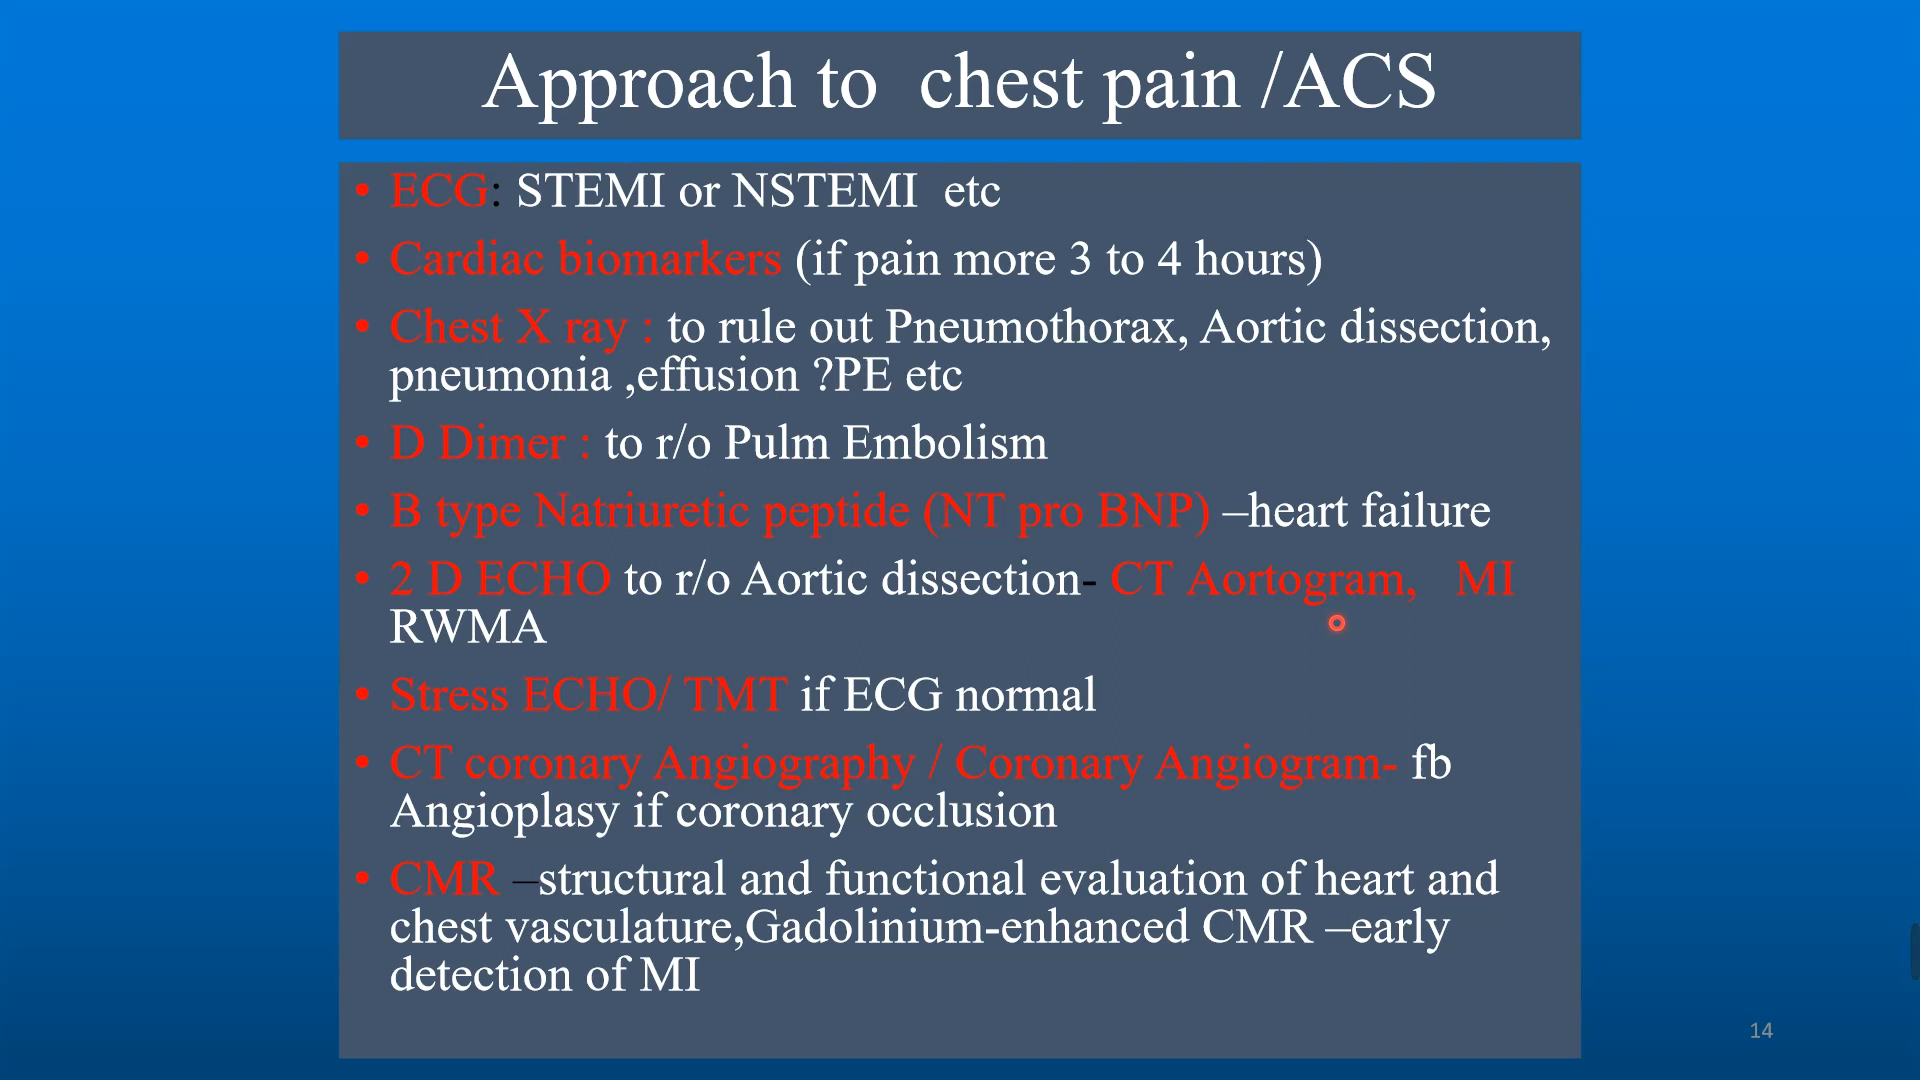 Approach to chest pain /ACS
• ECG: STEMI or NSTEMI etc
• Cardiac biomarkers (if pain more 3 to 4 hours)
• Chest X ray : to rule out Pneumothorax, Aortic dissection,
pneumonia ,effusion ?PE etc
• D Dimer : to r/o Pulm Embolism
• B type Natriuretic peptide (NT pro BNP) –heart failure
• 2 D ECHO to r/o Aortic dissection- CT Aortogram, MI
RWMA
• Stress ECHO/ TMT if ECG normal
• CT coronary Angiography / Coronary Angiogram- fb
Angioplasy if coronary occlusion
• CMR –structural and functional evaluation of heart and
chest vasculature,Gadolinium-enhanced CMR –early
detection of MI
14